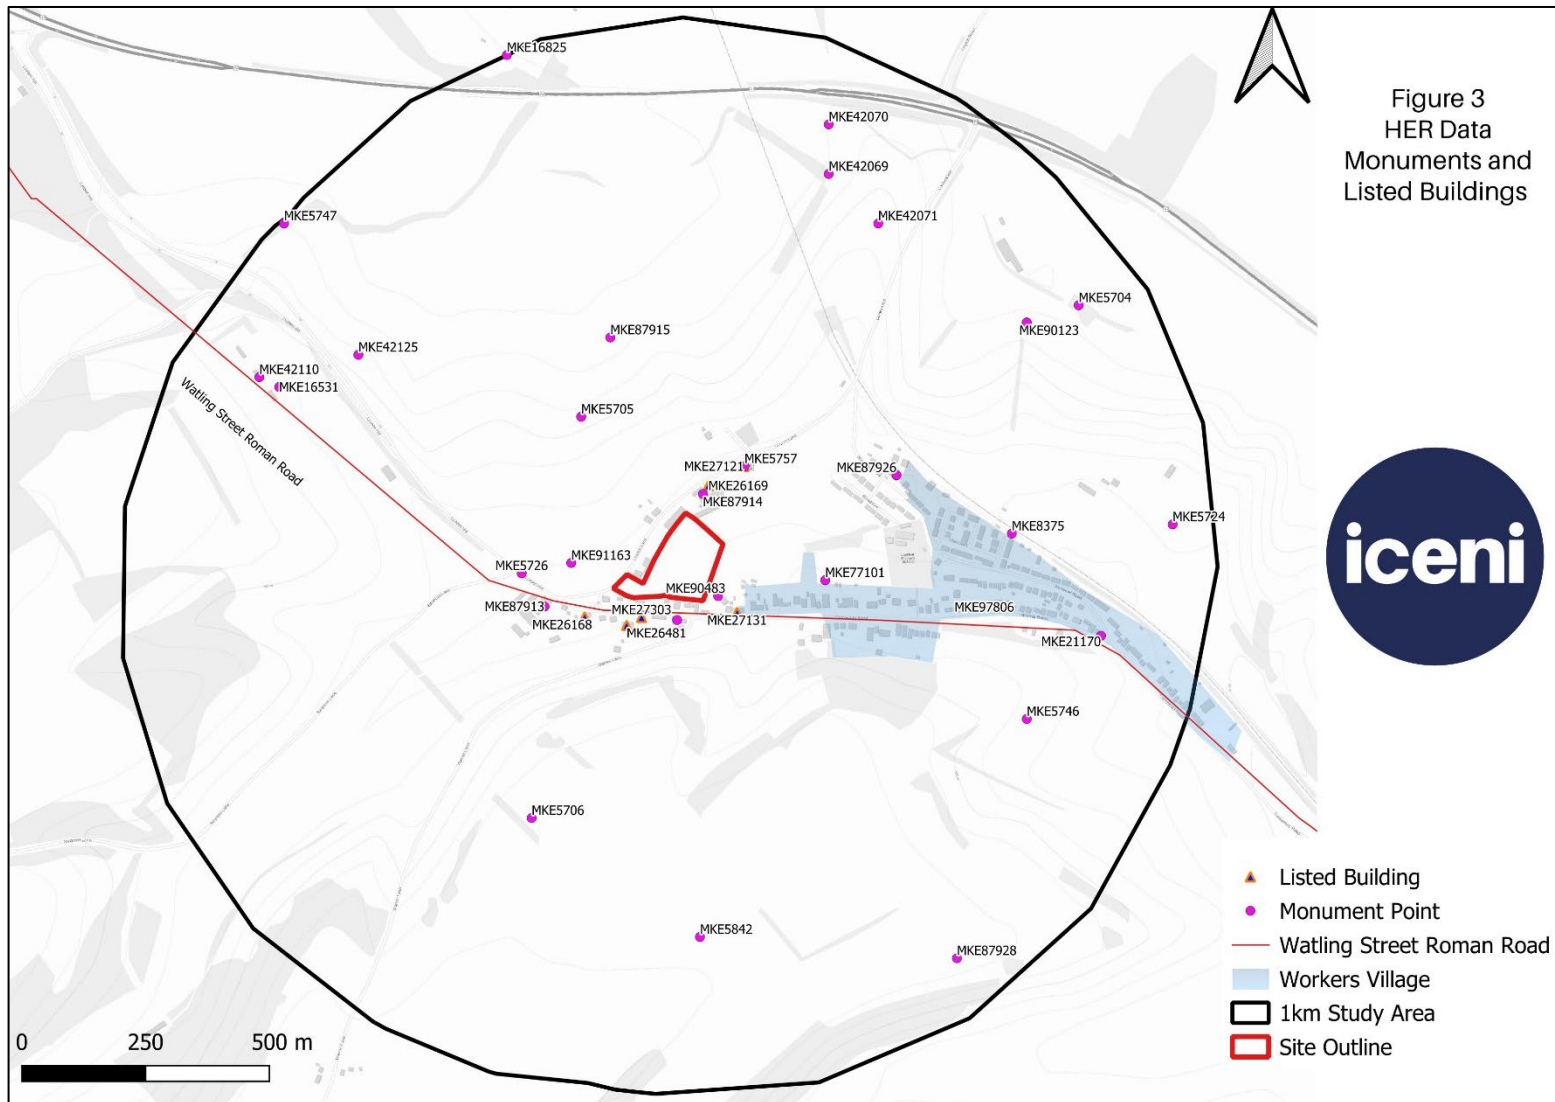 MKE16825
Figure 3
HER Data
Monuments and
Listed Buildings
MKE42070
MKE42069
MKE5747
MKE42071
MKE5704
MKE90123
MKE87915
MKE42125
MKE42110
MKE16531
Watling Street Roman Road
MKE5705
MKE5757
MKE27121
MKE26169
MKE87914
MKE87926
MKE5724
MKE8375
iceni
MKE91163
MKE5726
MKE77101
MKE90483
MKE87913
MKE27303
MKE97806
MKE26168
MKE27131
MKE26481
MKE21170
MKE5746
MKE5706
MKE5842
MKE87928
Listed Building
Monument Point
Watling Street Roman Road
Workers Village
1km Study Area
Site Outline
0 250 500 m